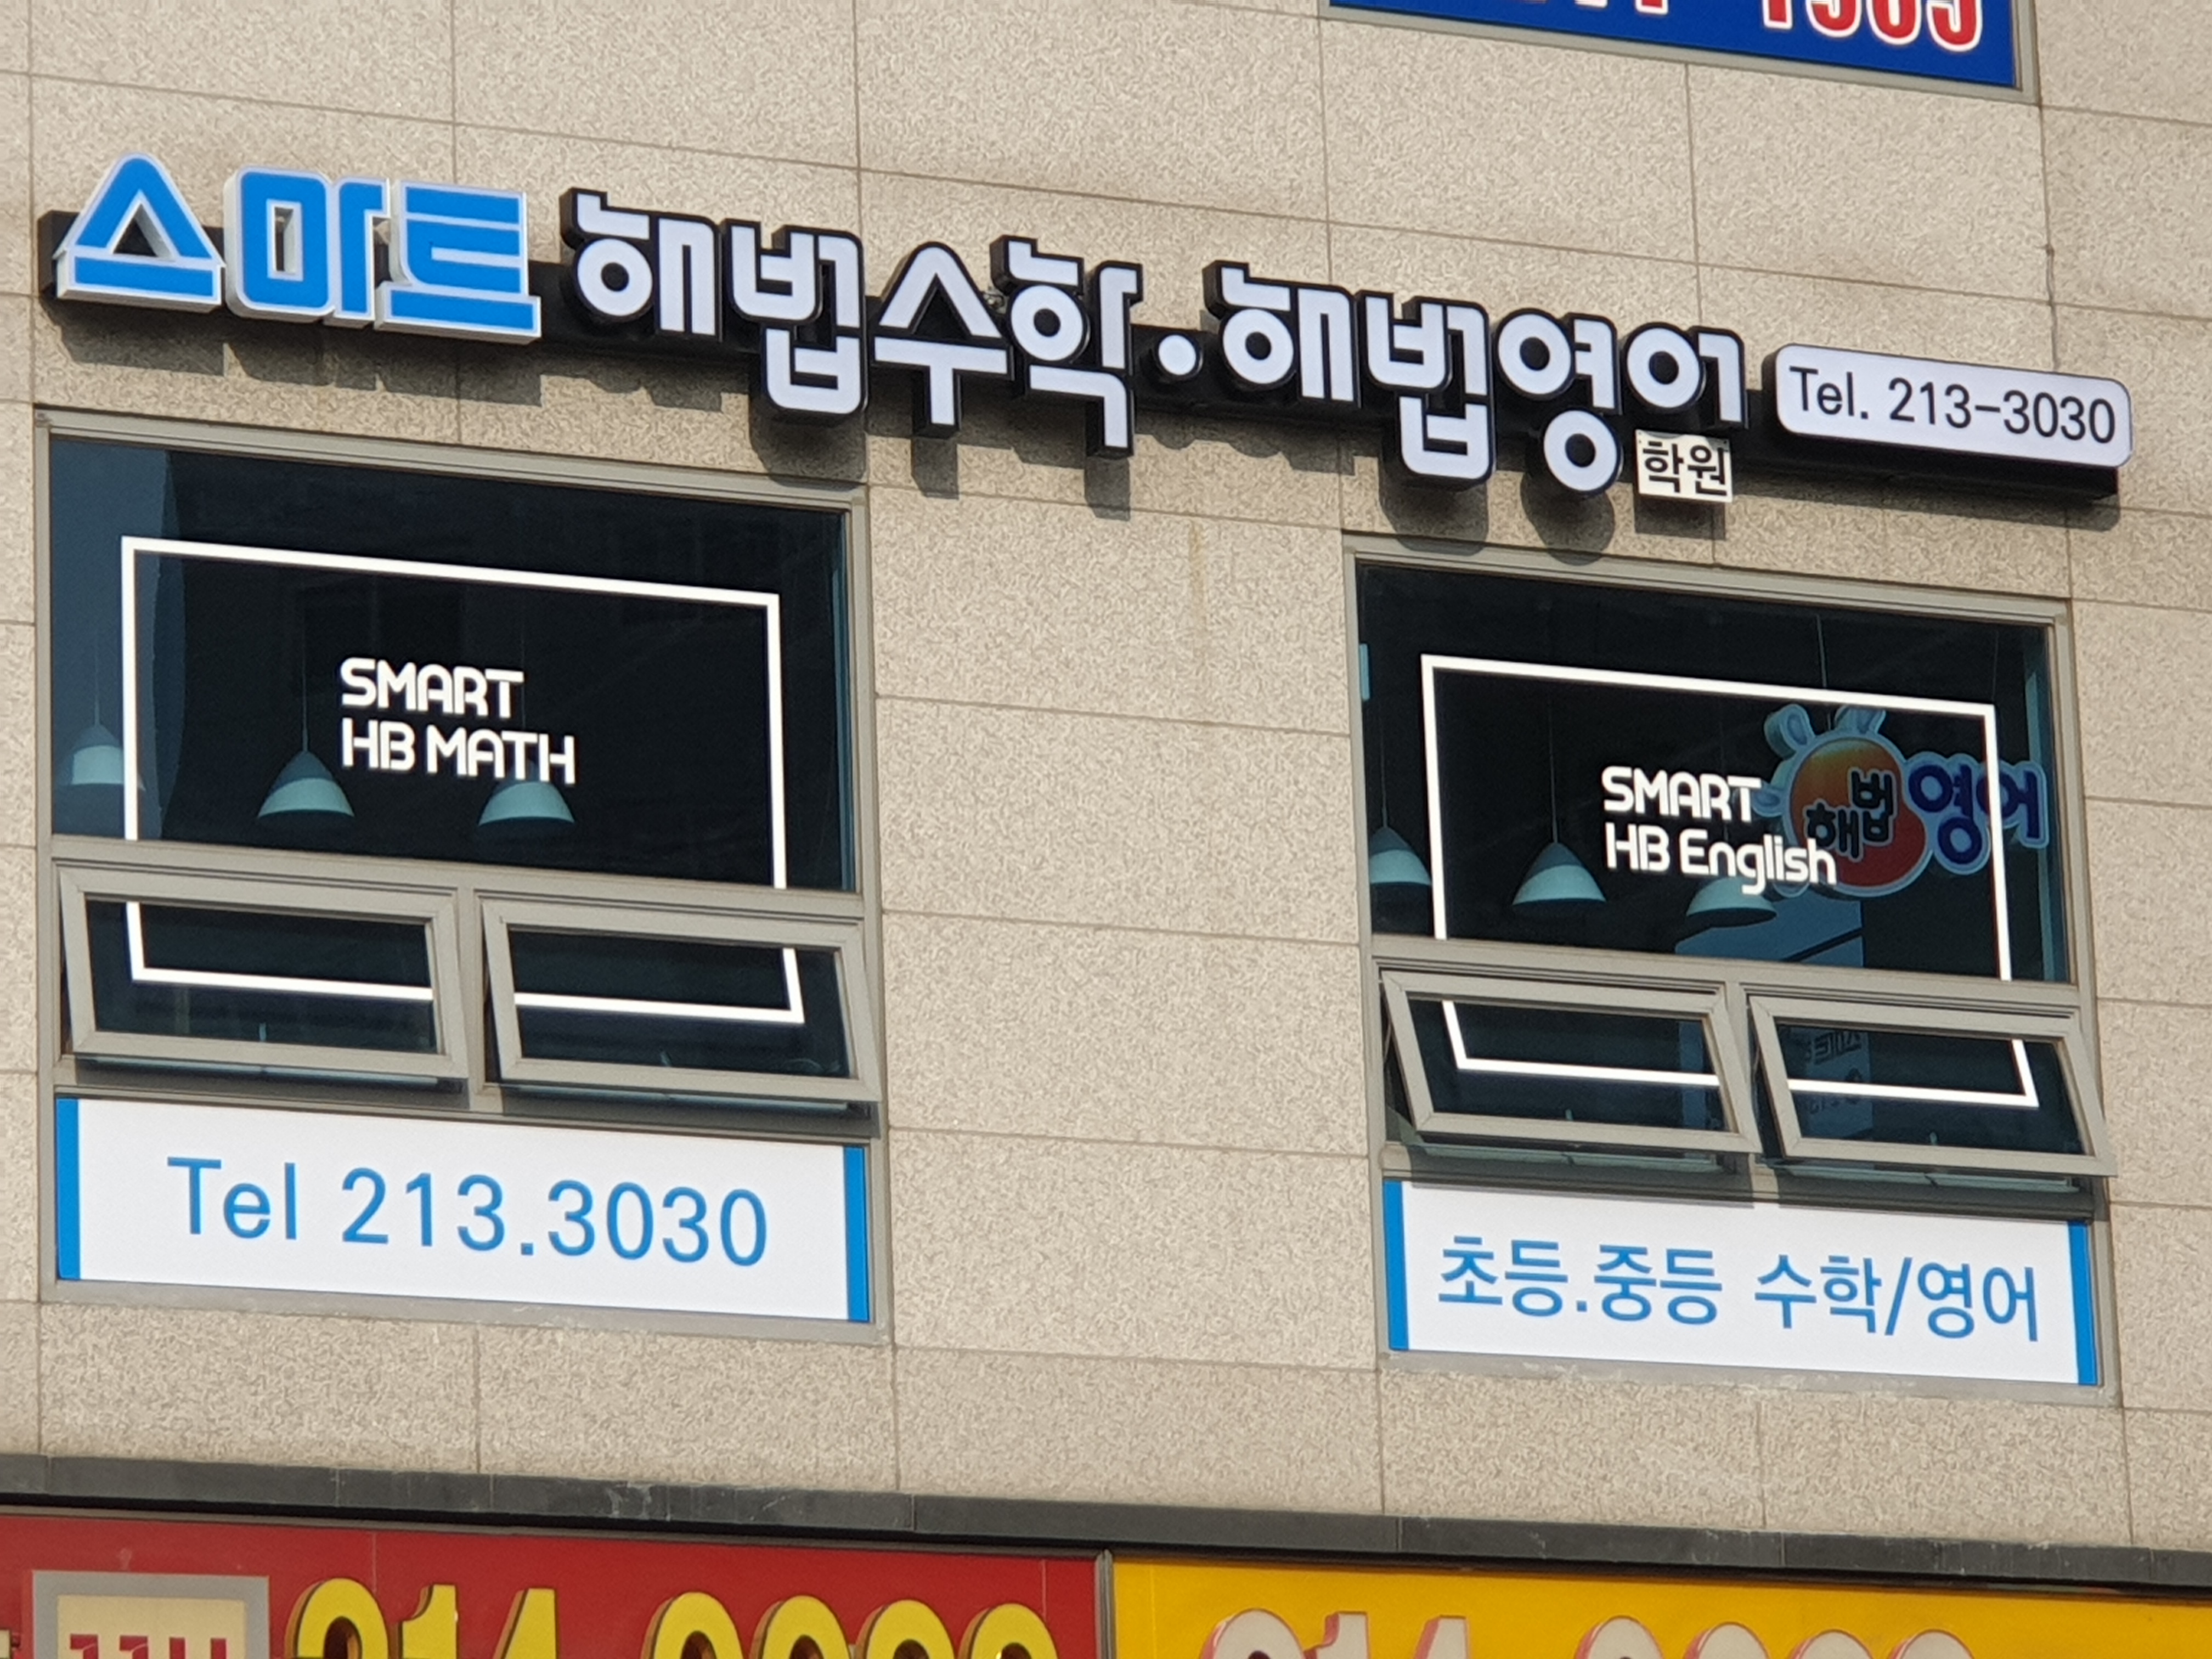 스마트 해법수학·해법영어 학원 Tel. 213-3030
SMART
HB MATH
SMART
HB English
해법 영어
Tel 213.3030
초등.중등 수학/영어